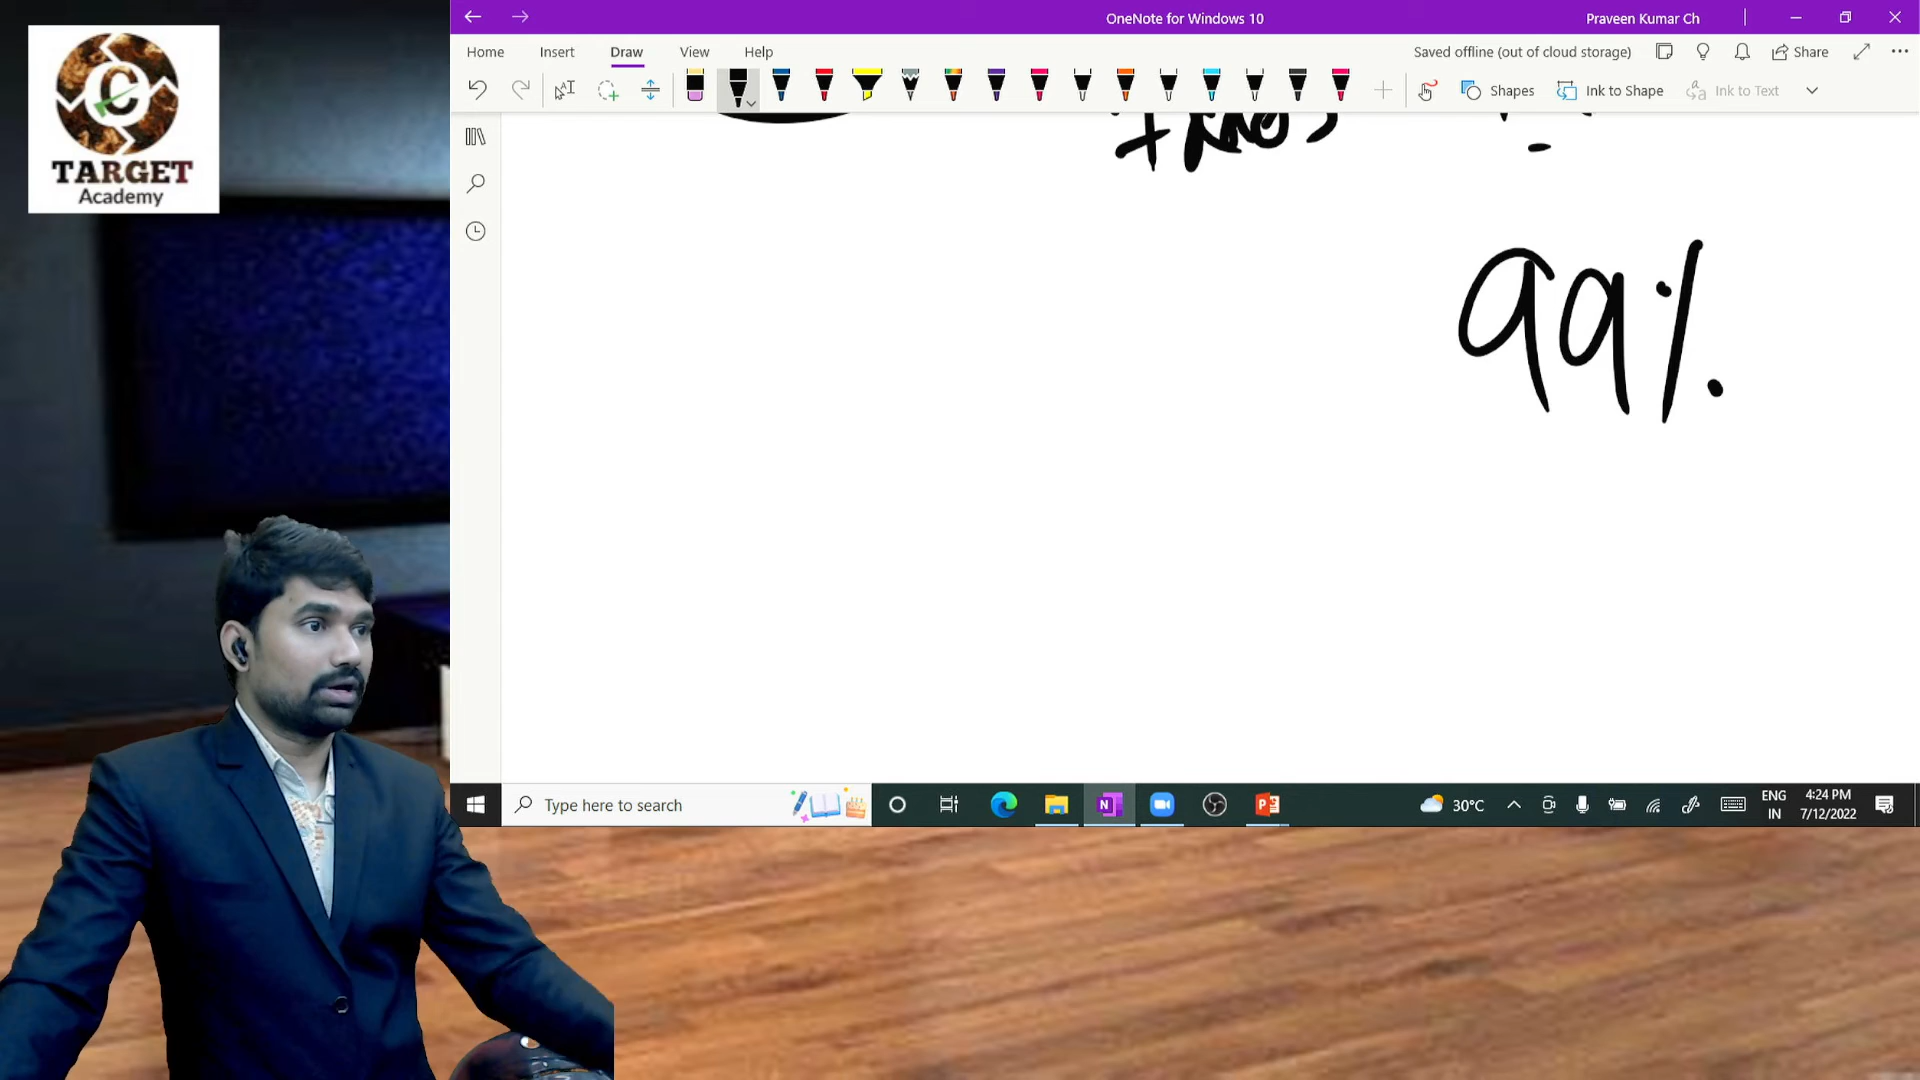 OneNote for Windows 10
Praveen Kumar Ch
Home Insert Draw View Help
Saved offline (out of cloud storage)
Share
Shapes
Ink to Shape
Ink to Text
C
TARGET
Academy
99%
Type here to search
N
P
30°C
ENG
IN
4:24 PM
7/12/2022